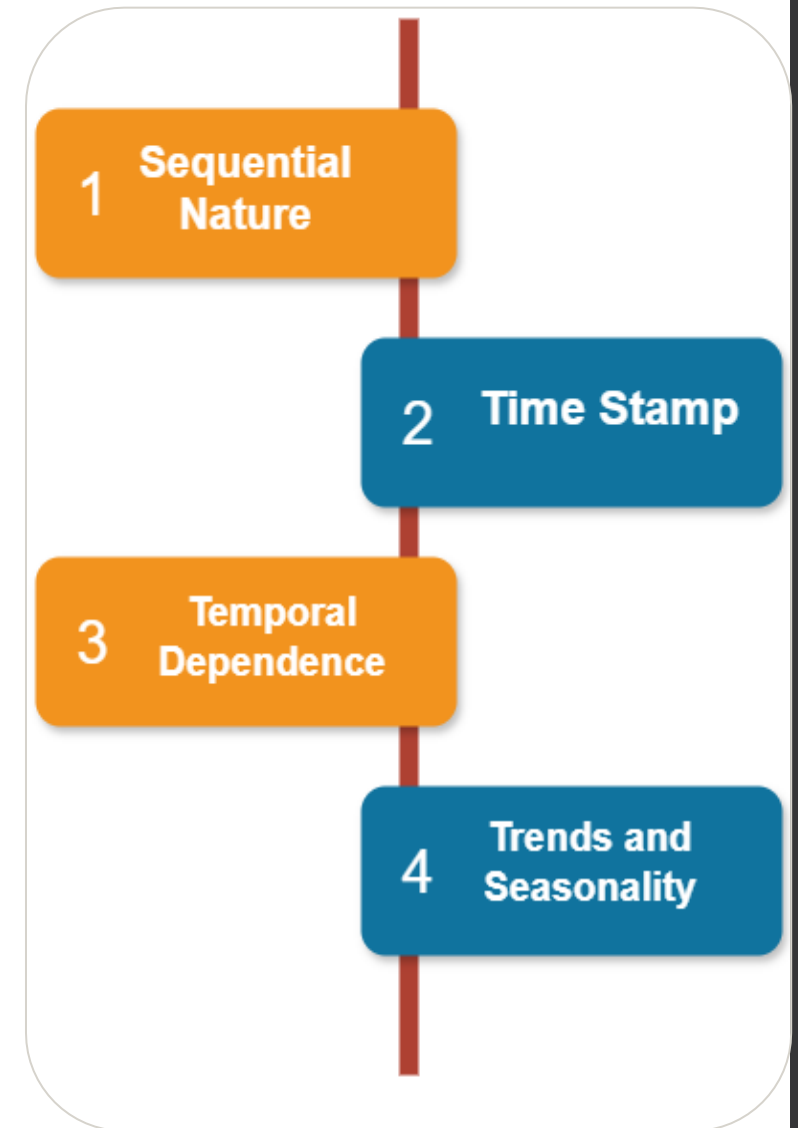 1
Sequential
Nature
2
Time Stamp
3
Temporal
Dependence
4
Trends and
Seasonality